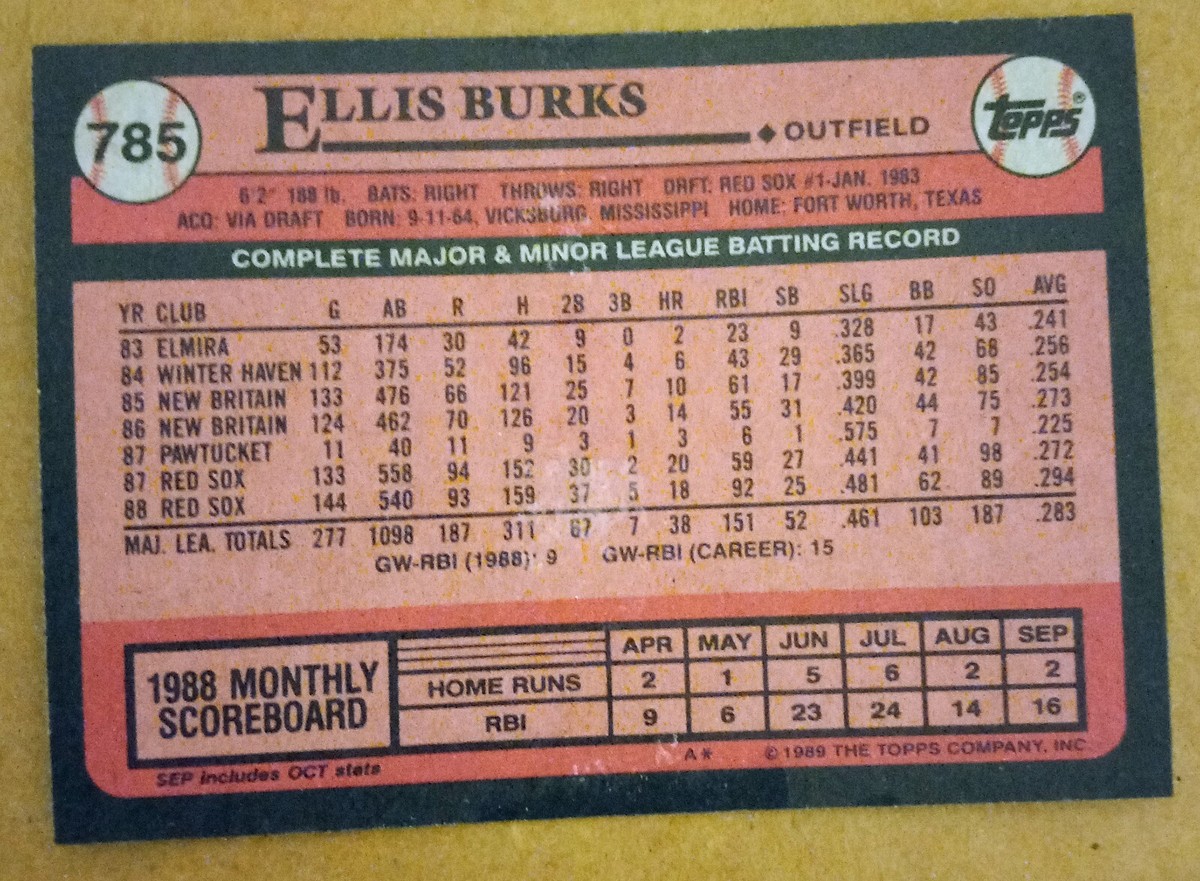 785
ELLIS BURKS
◆ OUTFIELD
Topps®
6'2" 188 lb. BATS: RIGHT THROWS: RIGHT DRFT: RED SOX #1-JAN. 1983
ACQ: VIA DRAFT BORN: 9-11-64, VICKSBURG, MISSISSIPPI HOME: FORT WORTH, TEXAS
COMPLETE MAJOR & MINOR LEAGUE BATTING RECORD
YR CLUB G AB R H 2B 3B HR RBI SB SLG BB SO AVG
83 ELMIRA 53 174 30 42 9 0 2 23 9 .328 17 43 .241
84 WINTER HAVEN 112 375 52 96 15 4 6 43 29 .365 42 68 .256
85 NEW BRITAIN 133 476 66 121 25 7 10 61 17 .399 42 85 .254
86 NEW BRITAIN 124 462 70 126 20 3 14 55 31 .420 44 75 .273
87 PAWTUCKET 11 40 11 9 3 1 3 6 1 .575 7 7 .225
87 RED SOX 133 558 94 152 30 2 20 59 27 .441 41 98 .272
88 RED SOX 144 540 93 159 37 5 18 92 25 .481 62 89 .294
MAJ. LEA. TOTALS 277 1098 187 311 67 7 38 151 52 .461 103 187 .283
GW-RBI (1988): 9 GW-RBI (CAREER): 15
1988 MONTHLY
SCOREBOARD
APR MAY JUN JUL AUG SEP
HOME RUNS 2 1 5 6 2 2
RBI 9 6 23 24 14 16
SEP includes OCT stats
A* ©1989 THE TOPPS COMPANY, INC.